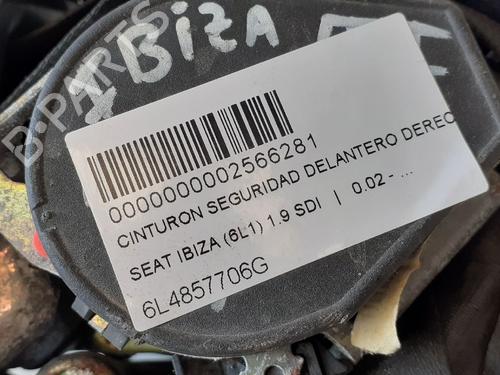 IBIZA
B-PARTS
0000000002566281
CINTURON SEGURIDAD DELANTERO DEREC
SEAT IBIZA (6L1) 1.9 SDI | 0.02 - ...
6L4857706G